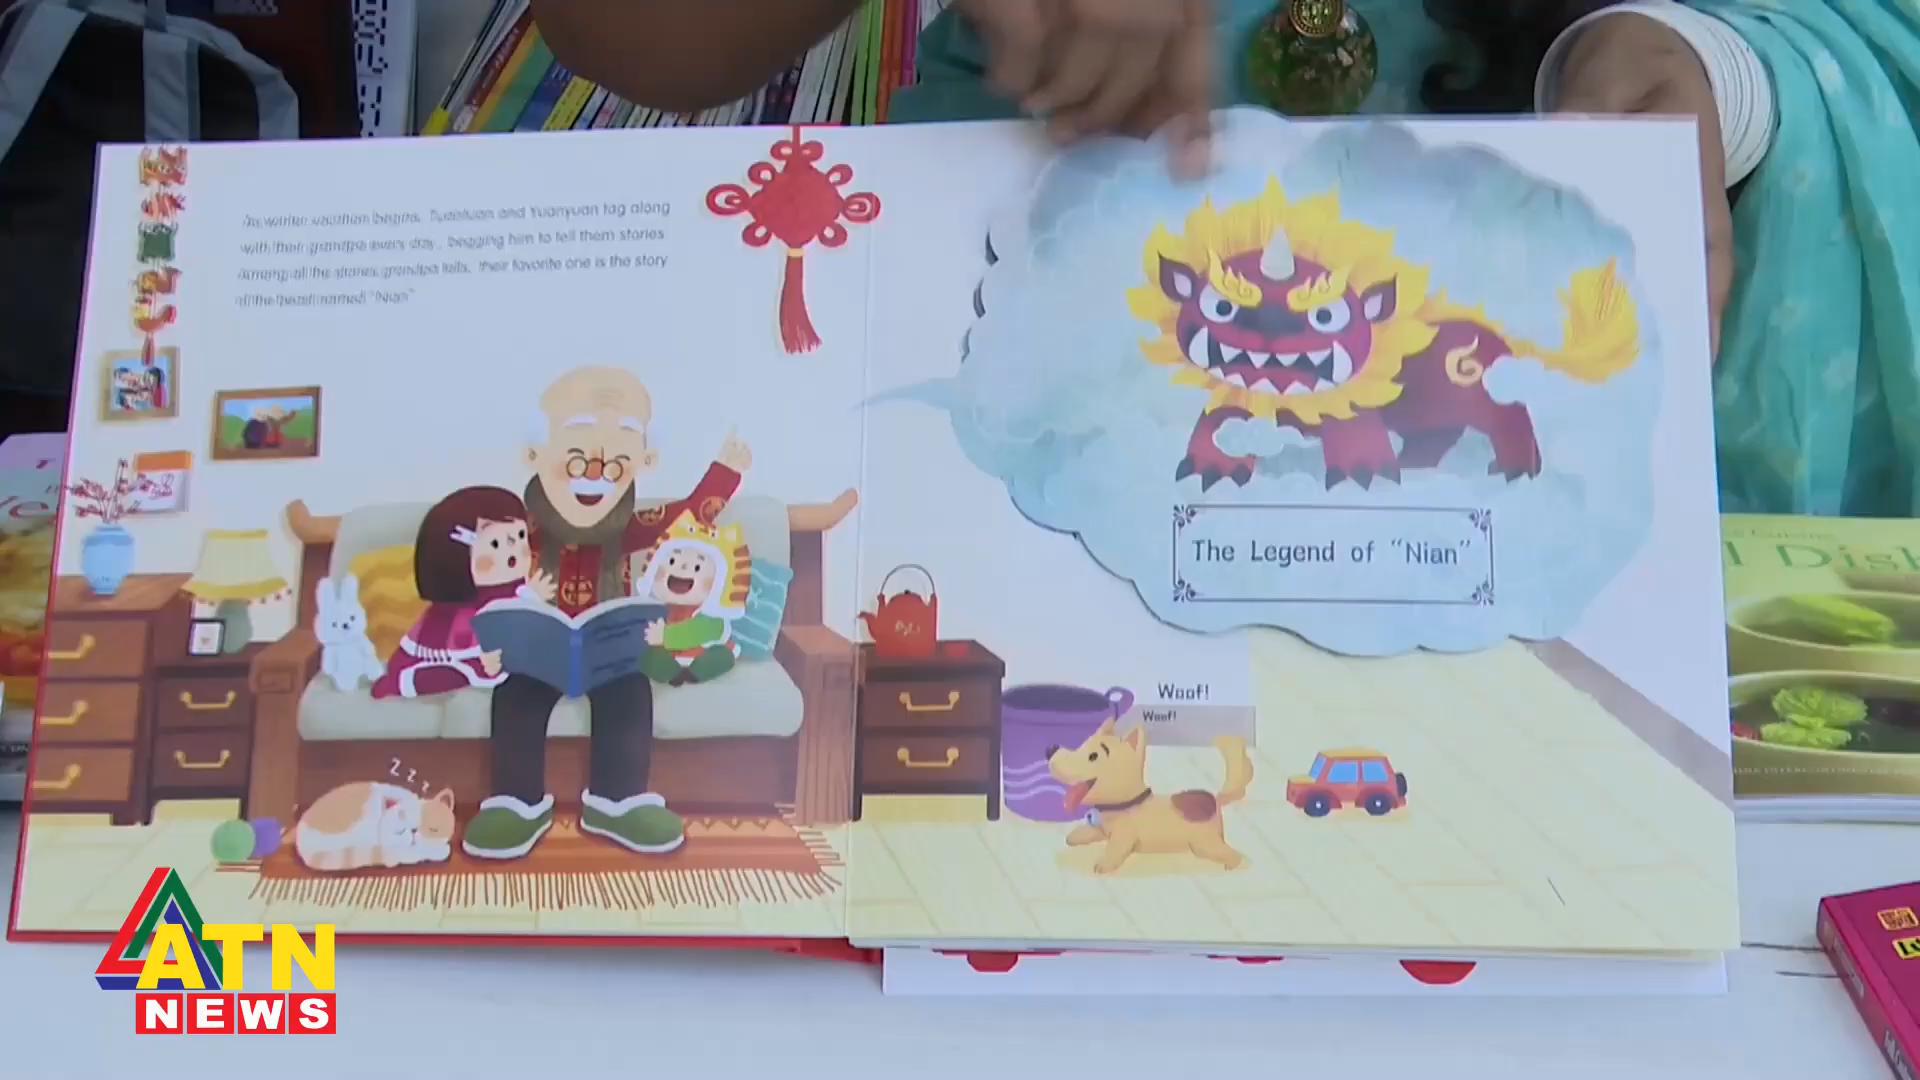 As winter vacation begins, Tuantuan and Yuanyuan tag along
with their grandpa every day, begging him to tell them stories
Among all the stories grandpa tells, their favorite one is the story
of the beast named "Nian"
The Legend of "Nian"
Woof!
Woof!
Z Z Z
l Dish
ATN
NEWS